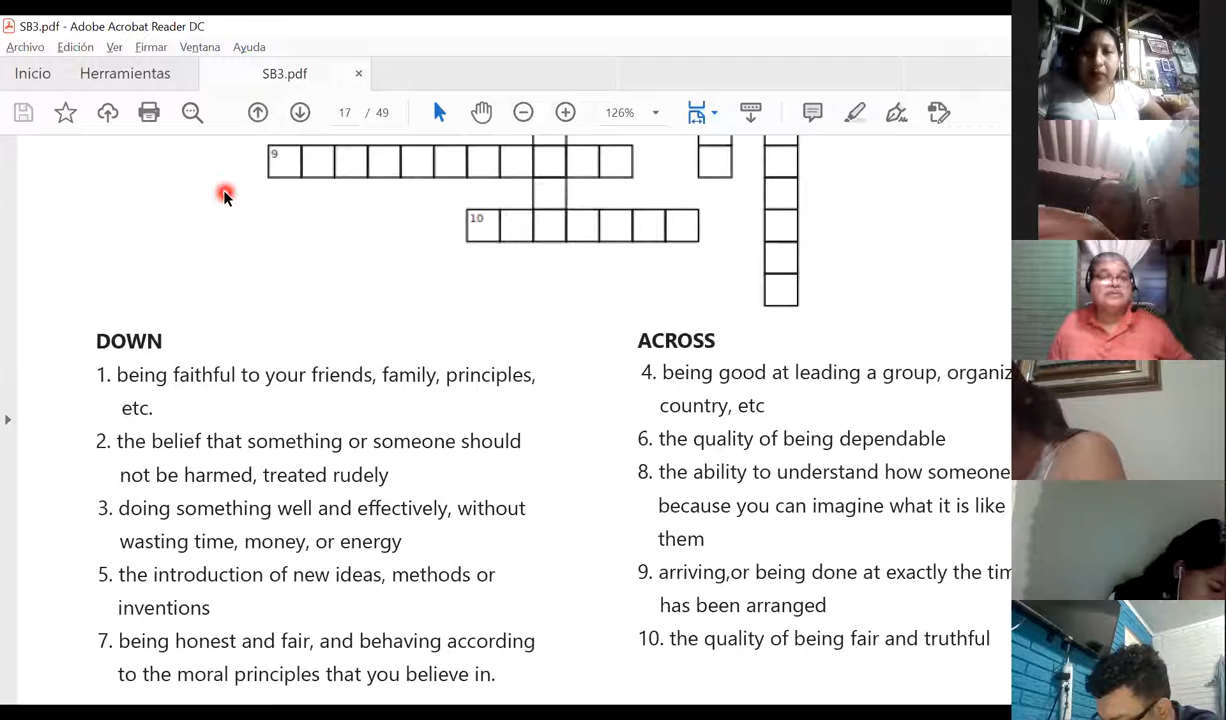 SB3.pdf - Adobe Acrobat Reader DC
Archivo Edición Ver Firmar Ventana Ayuda
Inicio Herramientas SB3.pdf ×
17 / 49 126%
9
10
DOWN
1. being faithful to your friends, family, principles,
etc.
2. the belief that something or someone should
not be harmed, treated rudely
3. doing something well and effectively, without
wasting time, money, or energy
5. the introduction of new ideas, methods or
inventions
7. being honest and fair, and behaving according
to the moral principles that you believe in.
ACROSS
4. being good at leading a group, organiz
country, etc
6. the quality of being dependable
8. the ability to understand how someone
because you can imagine what it is like
them
9. arriving,or being done at exactly the tim
has been arranged
10. the quality of being fair and truthful